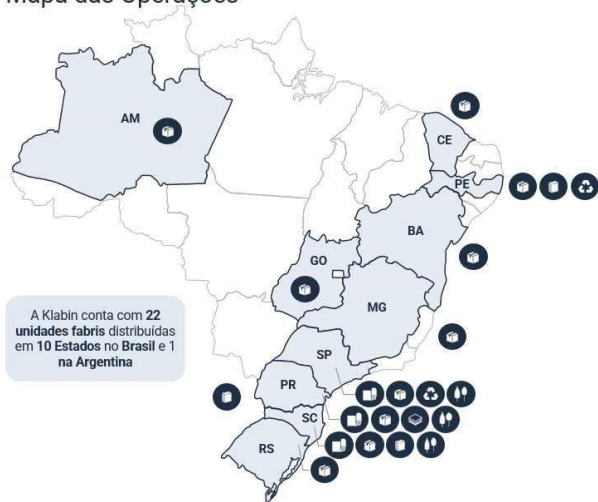 Mapa das Operações
AM
CE
PE
BA
GO
MG
A Klabin conta com 22
unidades fabris distribuídas
em 10 Estados no Brasil e 1
na Argentina
SP
PR
SC
RS